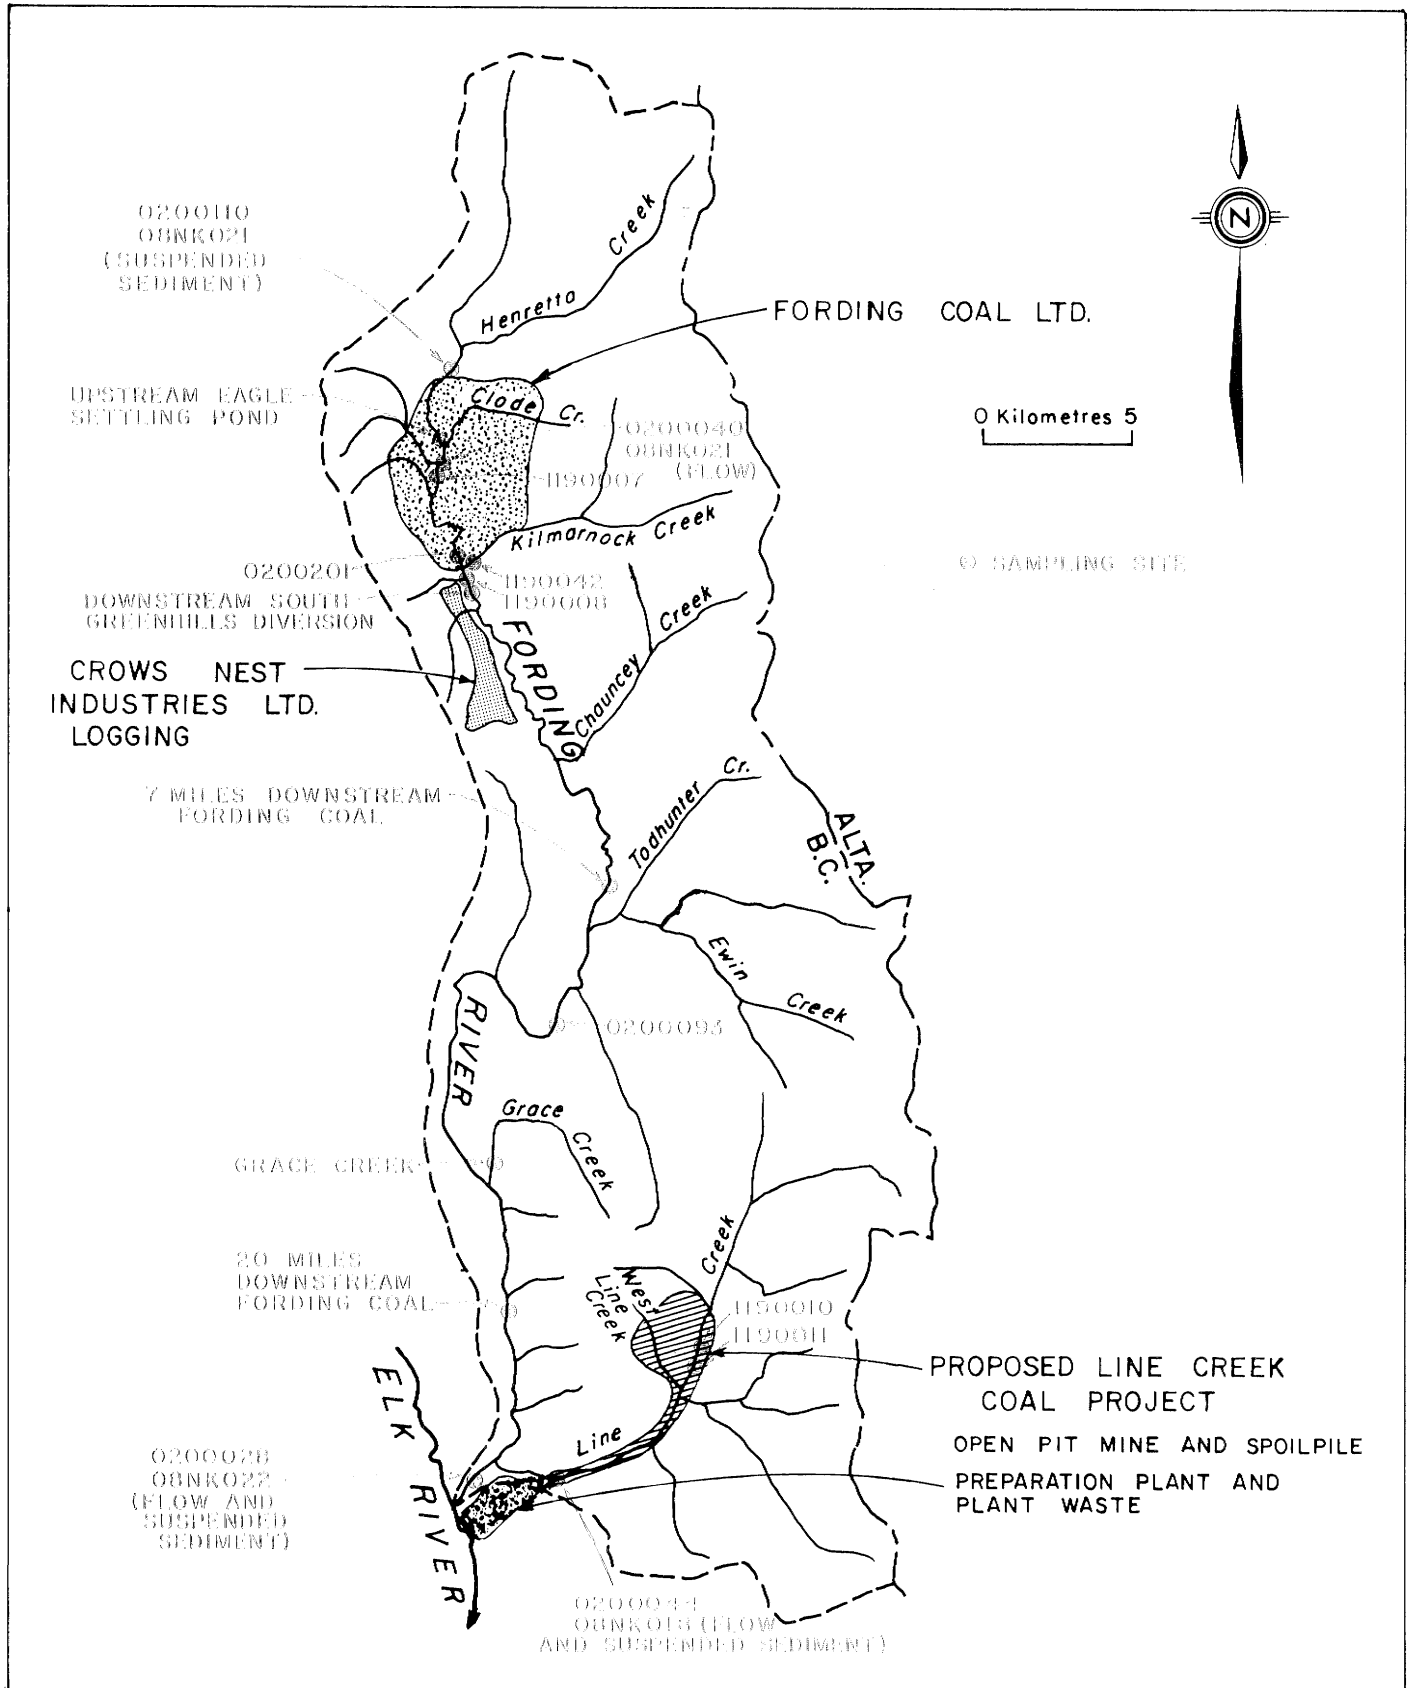 0200110
08NK021
(SUSPENDED
SEDIMENT)
Henretta Creek
N
FORDING COAL LTD.
UPSTREAM EAGLE
SETTLING POND
Clode Cr.
0 Kilometres 5
0200040
08NK021
(FLOW)
1190007
Kilmarnock Creek
0200201
1190042
1190008
SAMPLING SITE
DOWNSTREAM SOUTH
GREENHILLS DIVERSION
FORDING
Chauncey Creek
CROWS NEST
INDUSTRIES LTD.
LOGGING
7 MILES DOWNSTREAM
FORDING COAL
Todhunter Cr.
ALTA.
B.C.
Ewin Creek
RIVER
0200093
Grace Creek
GRACE CREEK
20 MILES
DOWNSTREAM
FORDING COAL
Creek
West
Line
Creek
1190010
1190011
PROPOSED LINE CREEK
COAL PROJECT
OPEN PIT MINE AND SPOILPILE
PREPARATION PLANT AND
PLANT WASTE
Line
ELK RIVER
0200028
08NK022
(FLOW AND
SUSPENDED
SEDIMENT)
0200044
08NK018 (FLOW
AND SUSPENDED SEDIMENT)